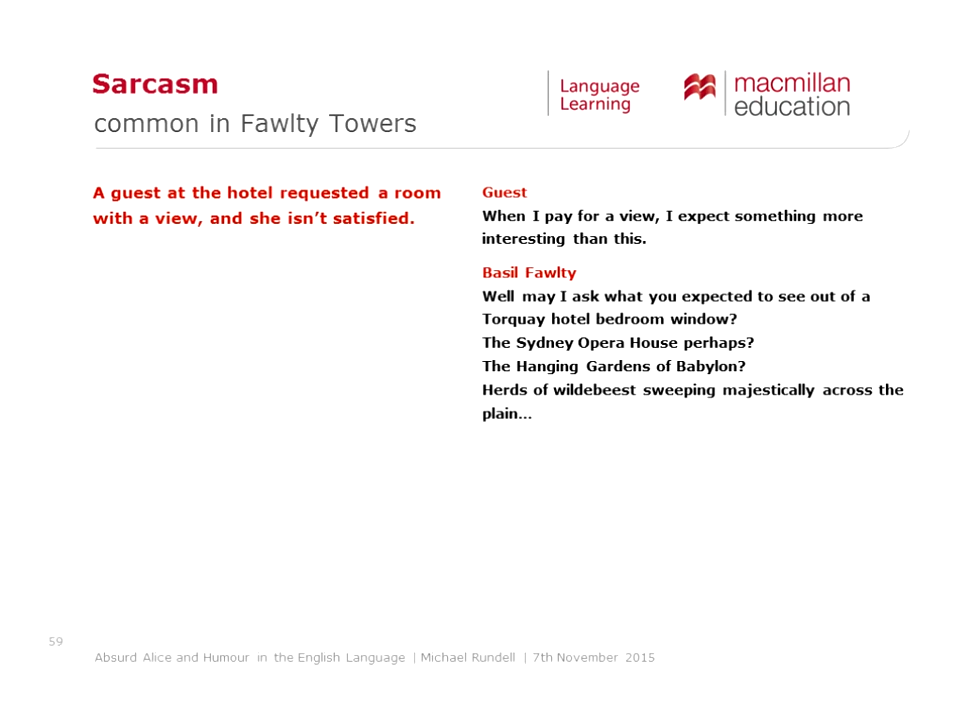 Sarcasm
common in Fawlty Towers
Language
Learning
macmillan
education
A guest at the hotel requested a room
with a view, and she isn’t satisfied.
Guest
When I pay for a view, I expect something more
interesting than this.
Basil Fawlty
Well may I ask what you expected to see out of a
Torquay hotel bedroom window?
The Sydney Opera House perhaps?
The Hanging Gardens of Babylon?
Herds of wildebeest sweeping majestically across the
plain…
59
Absurd Alice and Humour in the English Language | Michael Rundell | 7th November 2015